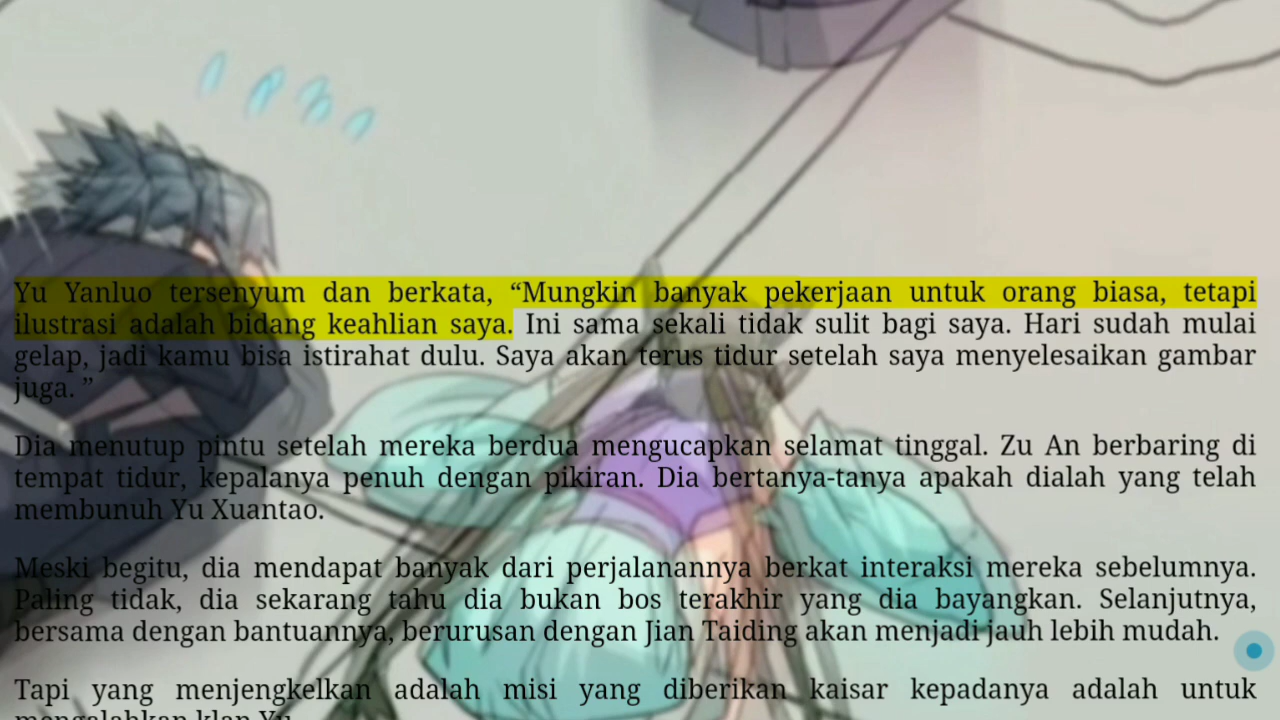 Yu Yanluo tersenyum dan berkata, “Mungkin banyak pekerjaan untuk orang biasa, tetapi
ilustrasi adalah bidang keahlian saya. Ini sama sekali tidak sulit bagi saya. Hari sudah mulai
gelap, jadi kamu bisa istirahat dulu. Saya akan terus tidur setelah saya menyelesaikan gambar
juga. ”
Dia menutup pintu setelah mereka berdua mengucapkan selamat tinggal. Zu An berbaring di
tempat tidur, kepalanya penuh dengan pikiran. Dia bertanya-tanya apakah dialah yang telah
membunuh Yu Xuantao.
Meski begitu, dia mendapat banyak dari perjalanannya berkat interaksi mereka sebelumnya.
Paling tidak, dia sekarang tahu dia bukan bos terakhir yang dia bayangkan. Selanjutnya,
bersama dengan bantuannya, berurusan dengan Jian Taiding akan menjadi jauh lebih mudah.
Tapi yang menjengkelkan adalah misi yang diberikan kaisar kepadanya adalah untuk
mengalahkan klan Yu.